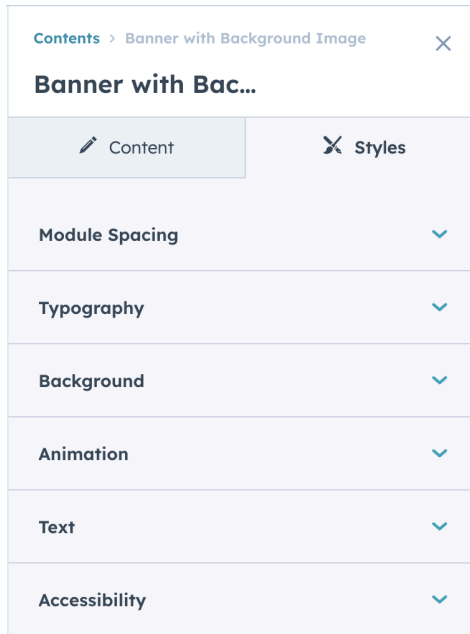 Contents > Banner with Background Image
Banner with Bac...
Content
Styles
Module Spacing
Typography
Background
Animation
Text
Accessibility